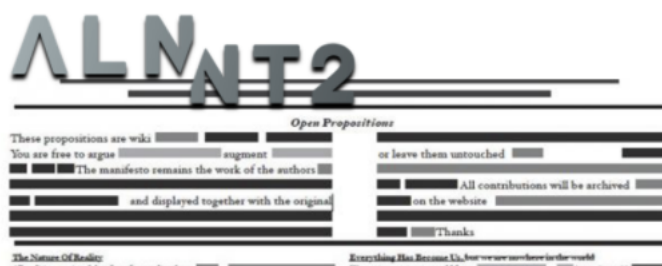 ALNNT2
Open Propositions
These propositions are wiki
You are free to argue augment
The manifesto remains the work of the authors
and displayed together with the original
or leave them untouched
All contributions will be archived
on the website
Thanks
The Nature Of Reality
Everything Has Become Us, but we are nowhere in the world